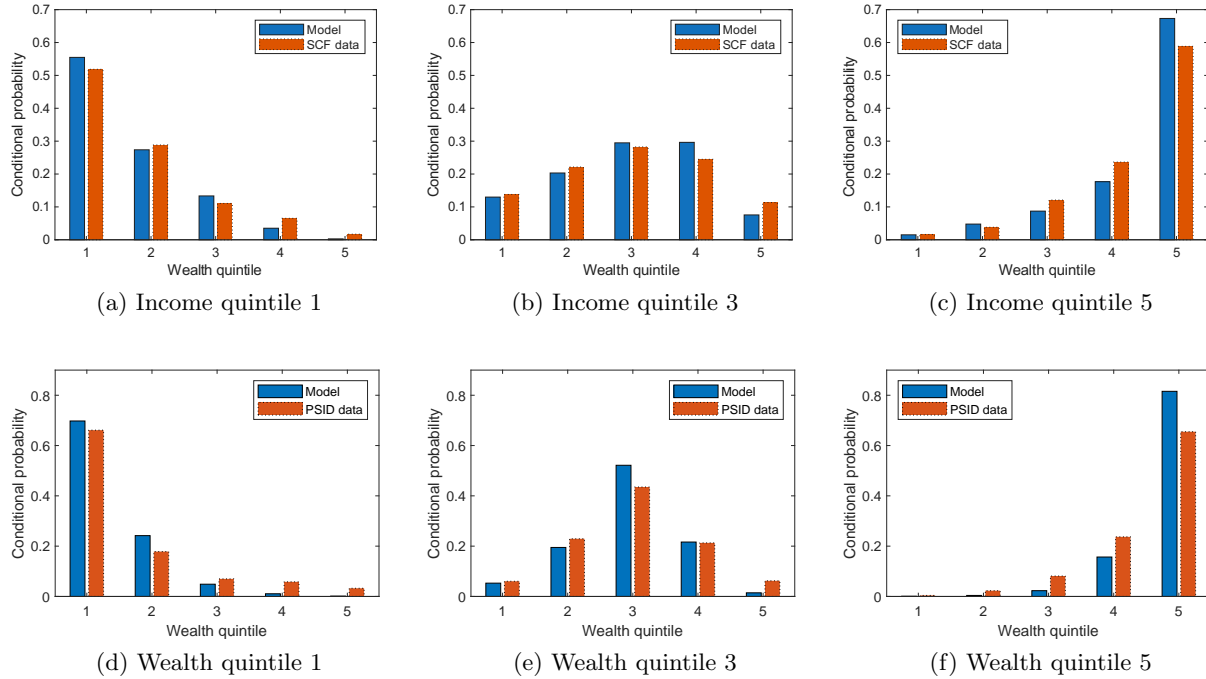 0.7
0.6
0.5
0.4
0.3
0.2
0.1
0
Conditional probability
Model
SCF data
1 2 3 4 5
Wealth quintile
(a) Income quintile 1
0.7
0.6
0.5
0.4
0.3
0.2
0.1
0
Conditional probability
Model
SCF data
1 2 3 4 5
Wealth quintile
(b) Income quintile 3
0.7
0.6
0.5
0.4
0.3
0.2
0.1
0
Conditional probability
Model
SCF data
1 2 3 4 5
Wealth quintile
(c) Income quintile 5
0.8
0.6
0.4
0.2
0
Conditional probability
Model
PSID data
1 2 3 4 5
Wealth quintile
(d) Wealth quintile 1
0.8
0.6
0.4
0.2
0
Conditional probability
Model
PSID data
1 2 3 4 5
Wealth quintile
(e) Wealth quintile 3
0.8
0.6
0.4
0.2
0
Conditional probability
Model
PSID data
1 2 3 4 5
Wealth quintile
(f) Wealth quintile 5